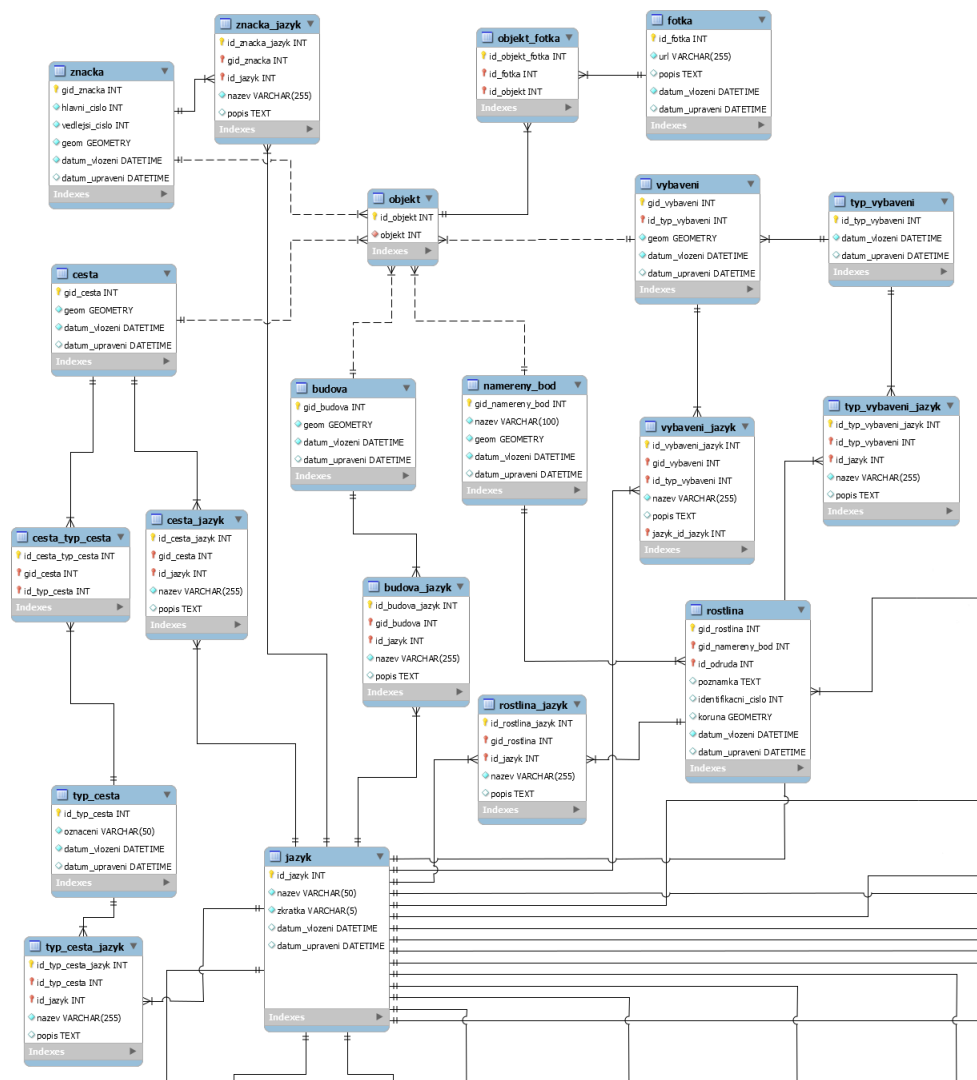 znacka_jazyk
id_znacka_jazyk INT
gid_znacka INT
id_jazyk INT
nazev VARCHAR(255)
popis TEXT
Indexes
objekt_fotka
id_objekt_fotka INT
id_fotka INT
id_objekt INT
Indexes
fotka
id_fotka INT
url VARCHAR(255)
popis TEXT
datum_vlozeni DATETIME
datum_upraveni DATETIME
Indexes
znacka
gid_znacka INT
hlavni_cislo INT
vedlejsi_cislo INT
geom GEOMETRY
datum_vlozeni DATETIME
datum_upraveni DATETIME
Indexes
objekt
id_objekt INT
objekt INT
Indexes
vybaveni
gid_vybaveni INT
id_typ_vybaveni INT
geom GEOMETRY
datum_vlozeni DATETIME
datum_upraveni DATETIME
Indexes
typ_vybaveni
id_typ_vybaveni INT
datum_vlozeni DATETIME
datum_upraveni DATETIME
Indexes
cesta
gid_cesta INT
geom GEOMETRY
datum_vlozeni DATETIME
datum_upraveni DATETIME
Indexes
budova
gid_budova INT
geom GEOMETRY
datum_vlozeni DATETIME
datum_upraveni DATETIME
Indexes
namereny_bod
gid_namereny_bod INT
nazev VARCHAR(100)
geom GEOMETRY
datum_vlozeni DATETIME
datum_upraveni DATETIME
Indexes
vybaveni_jazyk
id_vybaveni_jazyk INT
gid_vybaveni INT
id_typ_vybaveni INT
nazev VARCHAR(255)
popis TEXT
jazyk_id_jazyk INT
Indexes
typ_vybaveni_jazyk
id_typ_vybaveni_jazyk INT
id_typ_vybaveni INT
id_jazyk INT
nazev VARCHAR(255)
popis TEXT
Indexes
cesta_typ_cesta
id_cesta_typ_cesta INT
gid_cesta INT
id_typ_cesta INT
Indexes
cesta_jazyk
id_cesta_jazyk INT
gid_cesta INT
id_jazyk INT
nazev VARCHAR(255)
popis TEXT
Indexes
budova_jazyk
id_budova_jazyk INT
gid_budova INT
id_jazyk INT
nazev VARCHAR(255)
popis TEXT
Indexes
rostlina
gid_rostlina INT
gid_namereny_bod INT
id_odruda INT
poznamka TEXT
identifikacni_cislo INT
koruna GEOMETRY
datum_vlozeni DATETIME
datum_upraveni DATETIME
Indexes
rostlina_jazyk
id_rostlina_jazyk INT
gid_rostlina INT
id_jazyk INT
nazev VARCHAR(255)
popis TEXT
Indexes
typ_cesta
id_typ_cesta INT
oznaceni VARCHAR(50)
datum_vlozeni DATETIME
datum_upraveni DATETIME
Indexes
jazyk
id_jazyk INT
nazev VARCHAR(50)
zkratka VARCHAR(5)
datum_vlozeni DATETIME
datum_upraveni DATETIME
Indexes
typ_cesta_jazyk
id_typ_cesta_jazyk INT
id_typ_cesta INT
id_jazyk INT
nazev VARCHAR(255)
popis TEXT
Indexes